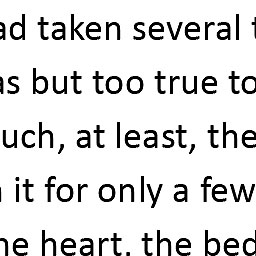 ad taken several t
as but too true to
uch, at least, the
it for only a few
he heart. the bed